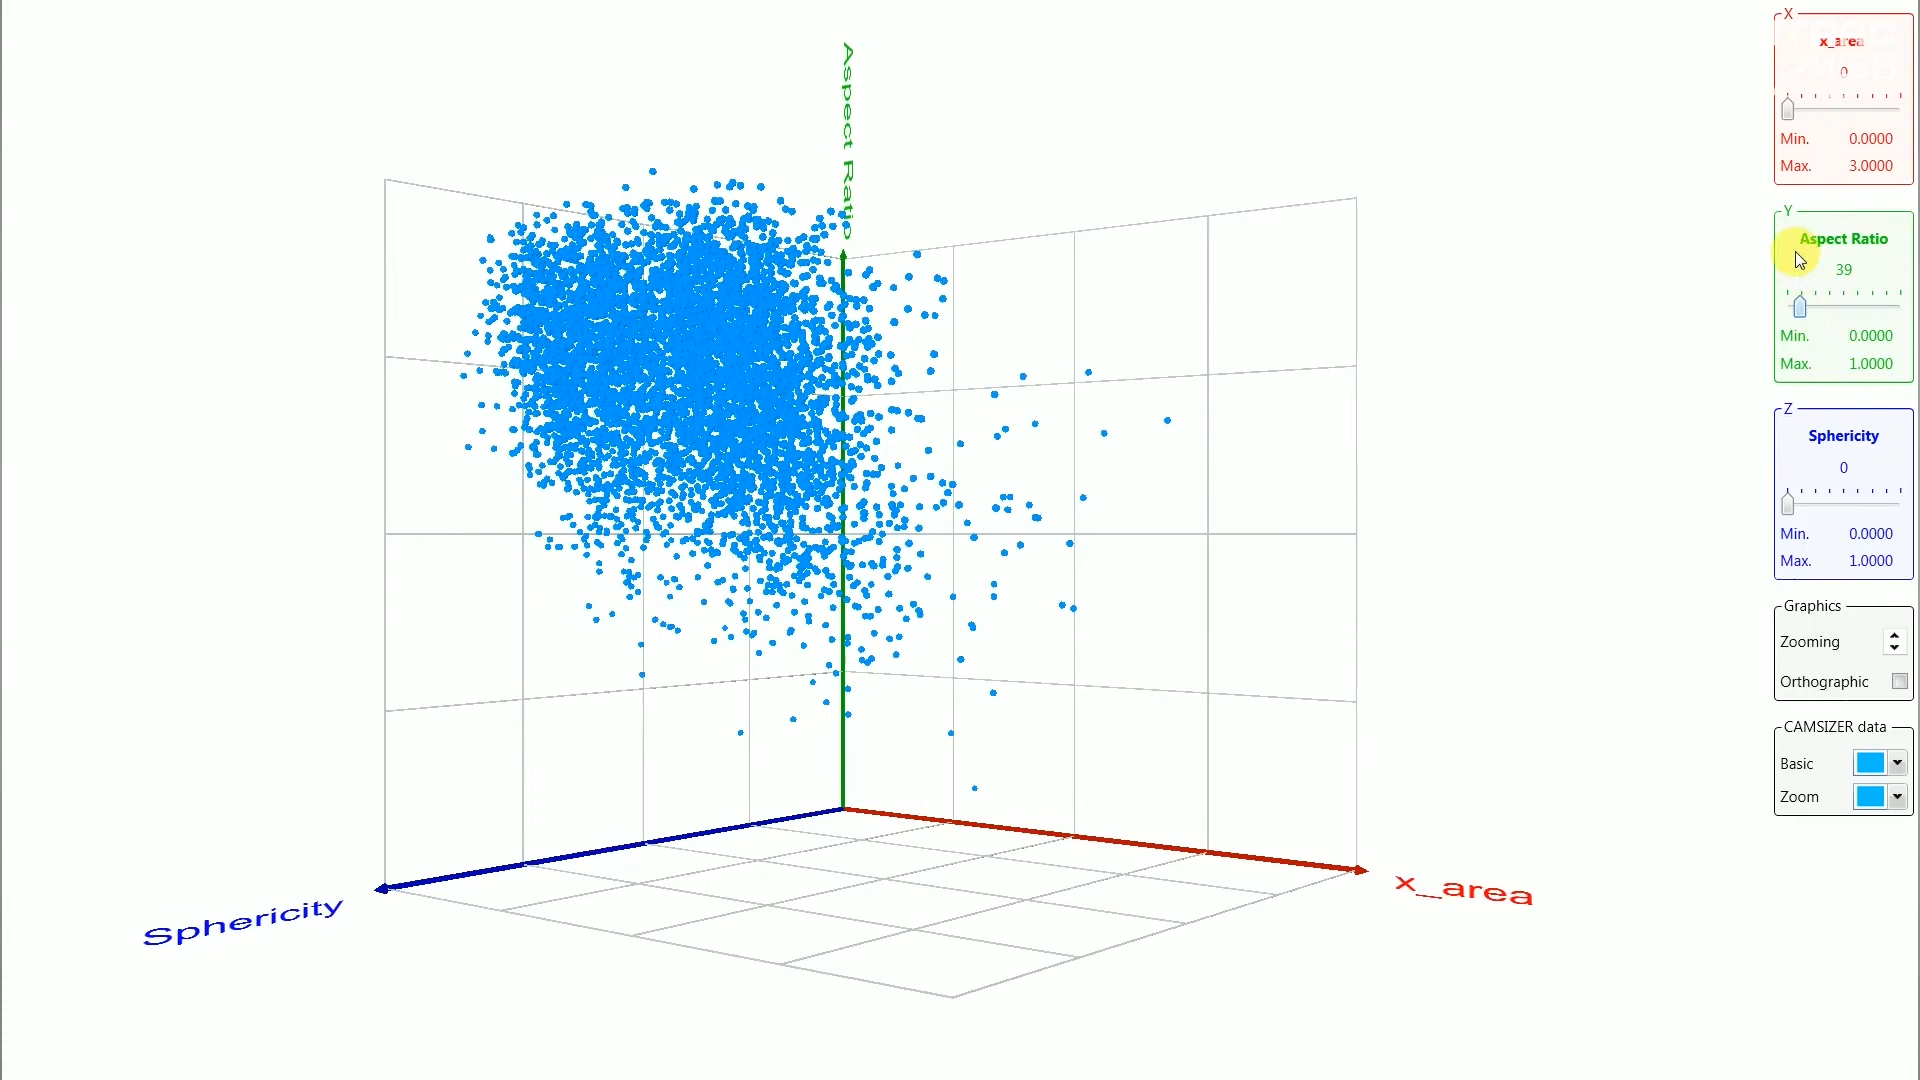 Aspect Ratio
Sphericity
x_area
X
x_area
0
Min. 0.0000
Max. 3.0000
Y
Aspect Ratio
39
Min. 0.0000
Max. 1.0000
Z
Sphericity
0
Min. 0.0000
Max. 1.0000
Graphics
Zooming
Orthographic
CAMSIZER data
Basic
Zoom